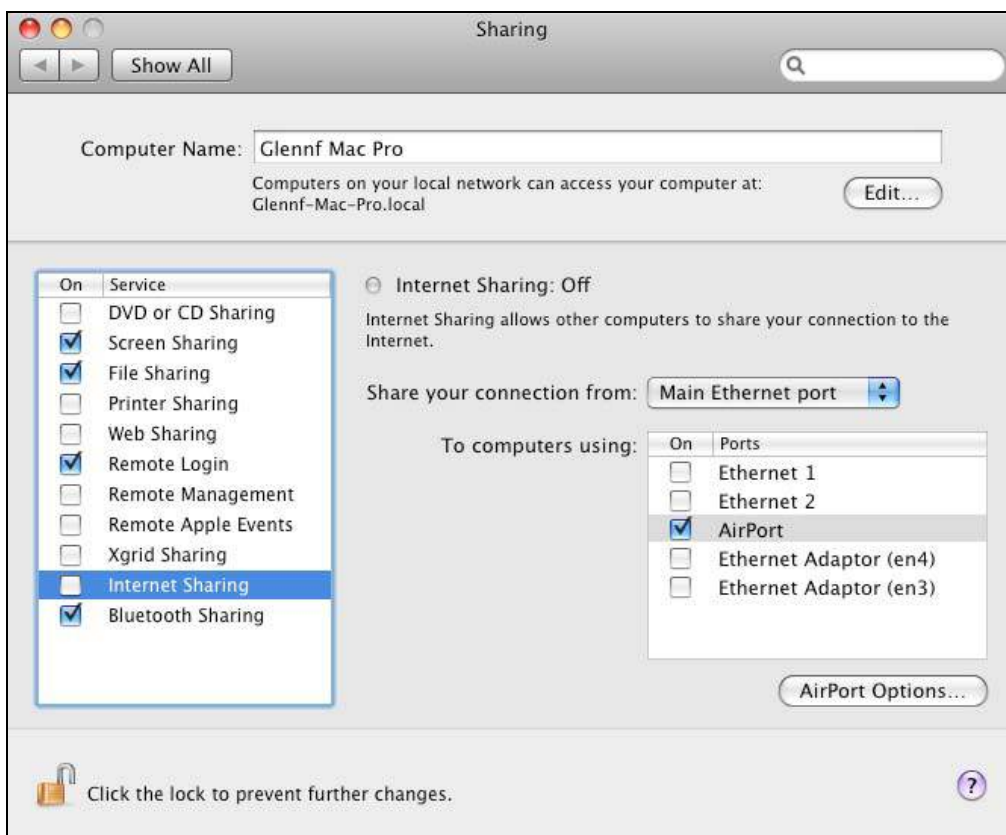 Sharing
Show All
Computer Name: Glennf Mac Pro
Computers on your local network can access your computer at:
Glennf-Mac-Pro.local
Edit...
On Service
DVD or CD Sharing
Screen Sharing
File Sharing
Printer Sharing
Web Sharing
Remote Login
Remote Management
Remote Apple Events
Xgrid Sharing
Internet Sharing
Bluetooth Sharing
Internet Sharing: Off
Internet Sharing allows other computers to share your connection to the
Internet.
Share your connection from: Main Ethernet port
To computers using:
On Ports
Ethernet 1
Ethernet 2
AirPort
Ethernet Adaptor (en4)
Ethernet Adaptor (en3)
AirPort Options...
Click the lock to prevent further changes.
?